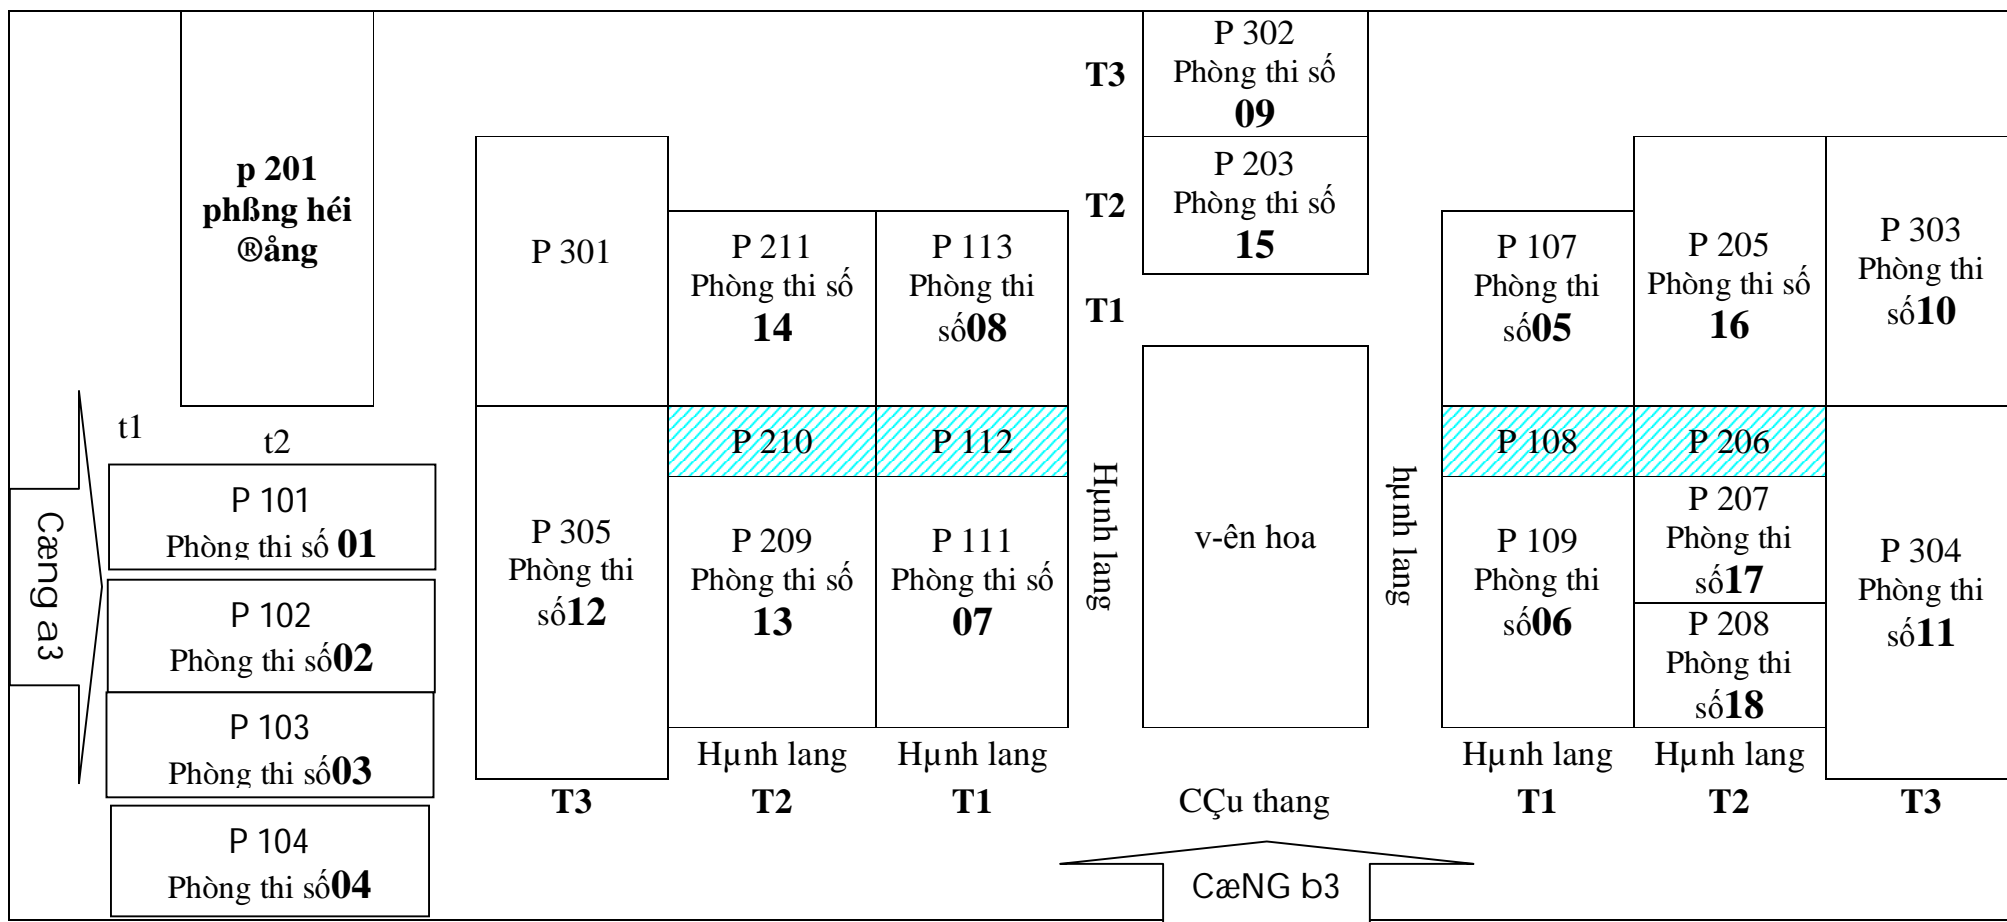 p 201
phßng héi
®ång
t1
t2
Cæng a3
P 101
Phòng thi số 01
P 102
Phòng thi số02
P 103
Phòng thi số03
P 104
Phòng thi số04
P 301
P 305
Phòng thi
số12
T3
P 211
Phòng thi số
14
P 210
P 209
Phòng thi số
13
Hµnh lang
T2
P 113
Phòng thi
số08
P 112
P 111
Phòng thi số
07
Hµnh lang
T1
T3
T2
T1
Hµnh lang
P 302
Phòng thi số
09
P 203
Phòng thi số
15
v-ên hoa
CÇu thang
CæNG b3
hµnh lang
P 107
Phòng thi
số05
P 108
P 109
Phòng thi
số06
Hµnh lang
T1
P 205
Phòng thi số
16
P 206
P 207
Phòng thi
số17
P 208
Phòng thi
số18
Hµnh lang
T2
P 303
Phòng thi
số10
P 304
Phòng thi
số11
T3